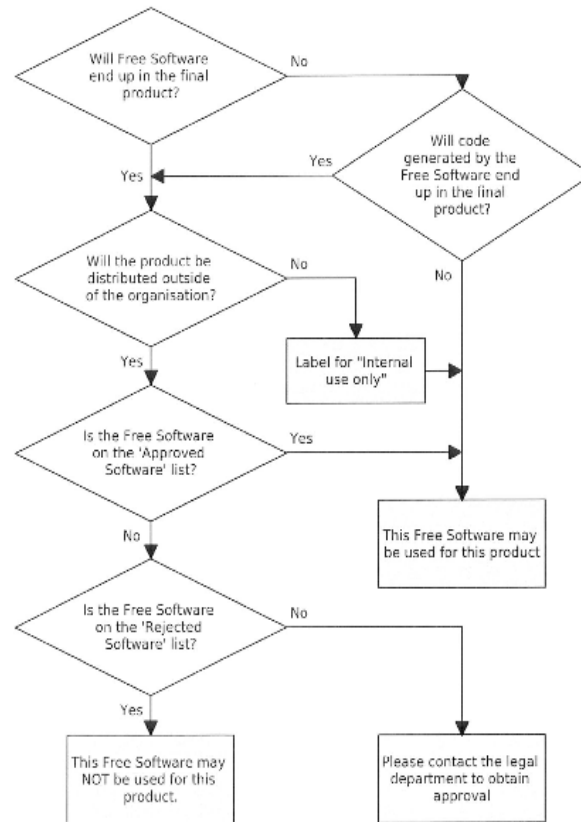 Will Free Software
end up in the final
product?
No
Will code
generated by the
Free Software end
up in the final
product?
Yes
Yes
Will the product be
distributed outside
of the organisation?
No
No
Label for "Internal
use only"
Yes
Is the Free Software
on the 'Approved
Software' list?
Yes
This Free Software may
be used for this product
No
Is the Free Software
on the 'Rejected
Software' list?
No
Yes
This Free Software may
NOT be used for this
product.
Please contact the legal
department to obtain
approval